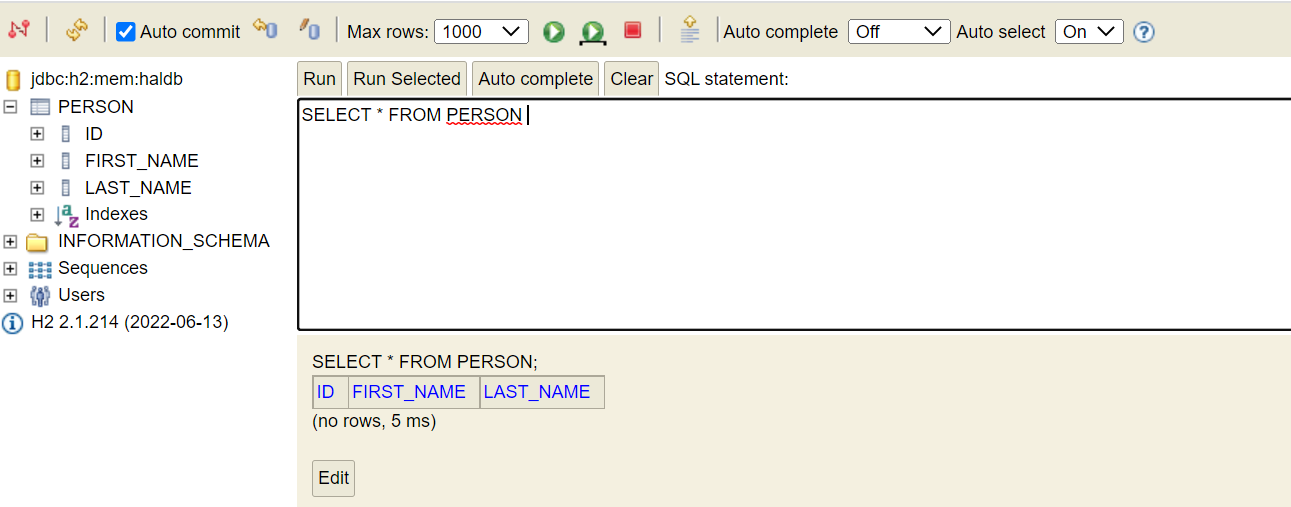 Auto commit Max rows: 1000 Auto complete Off Auto select On
jdbc:h2:mem:haldb
PERSON
ID
FIRST_NAME
LAST_NAME
Indexes
INFORMATION_SCHEMA
Sequences
Users
H2 2.1.214 (2022-06-13)
Run Run Selected Auto complete Clear SQL statement:
SELECT * FROM PERSON
SELECT * FROM PERSON;
ID FIRST_NAME LAST_NAME
(no rows, 5 ms)
Edit